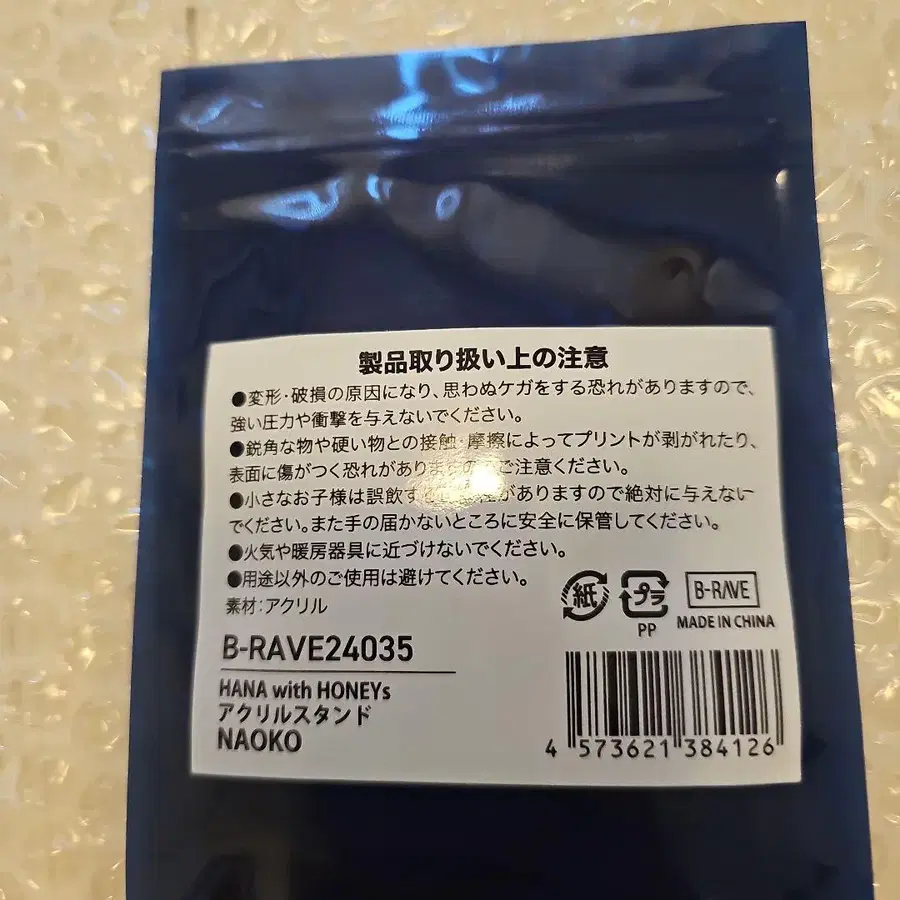 製品取り扱い上の注意
●変形・破損の原因になり、思わぬケガをする恐れがありますので、
強い圧力や衝撃を与えないでください。
●鋭角な物や硬い物との接触・摩擦によってプリントが剥がれたり、
表面に傷がつく恐れがありますので ご注意ください。
●小さなお子様は誤飲す がありますので絶対に与えない
でください。また手の届かないところに安全に保管してください。
●火気や暖房器具に近づけないでください。
●用途以外のご使用は避けてください。
素材：アクリル
紙
プラ
PP
B-RAVE
MADE IN CHINA
B-RAVE24035
HANA with HONEYs
アクリルスタンド
NAOKO
4 573621 384126